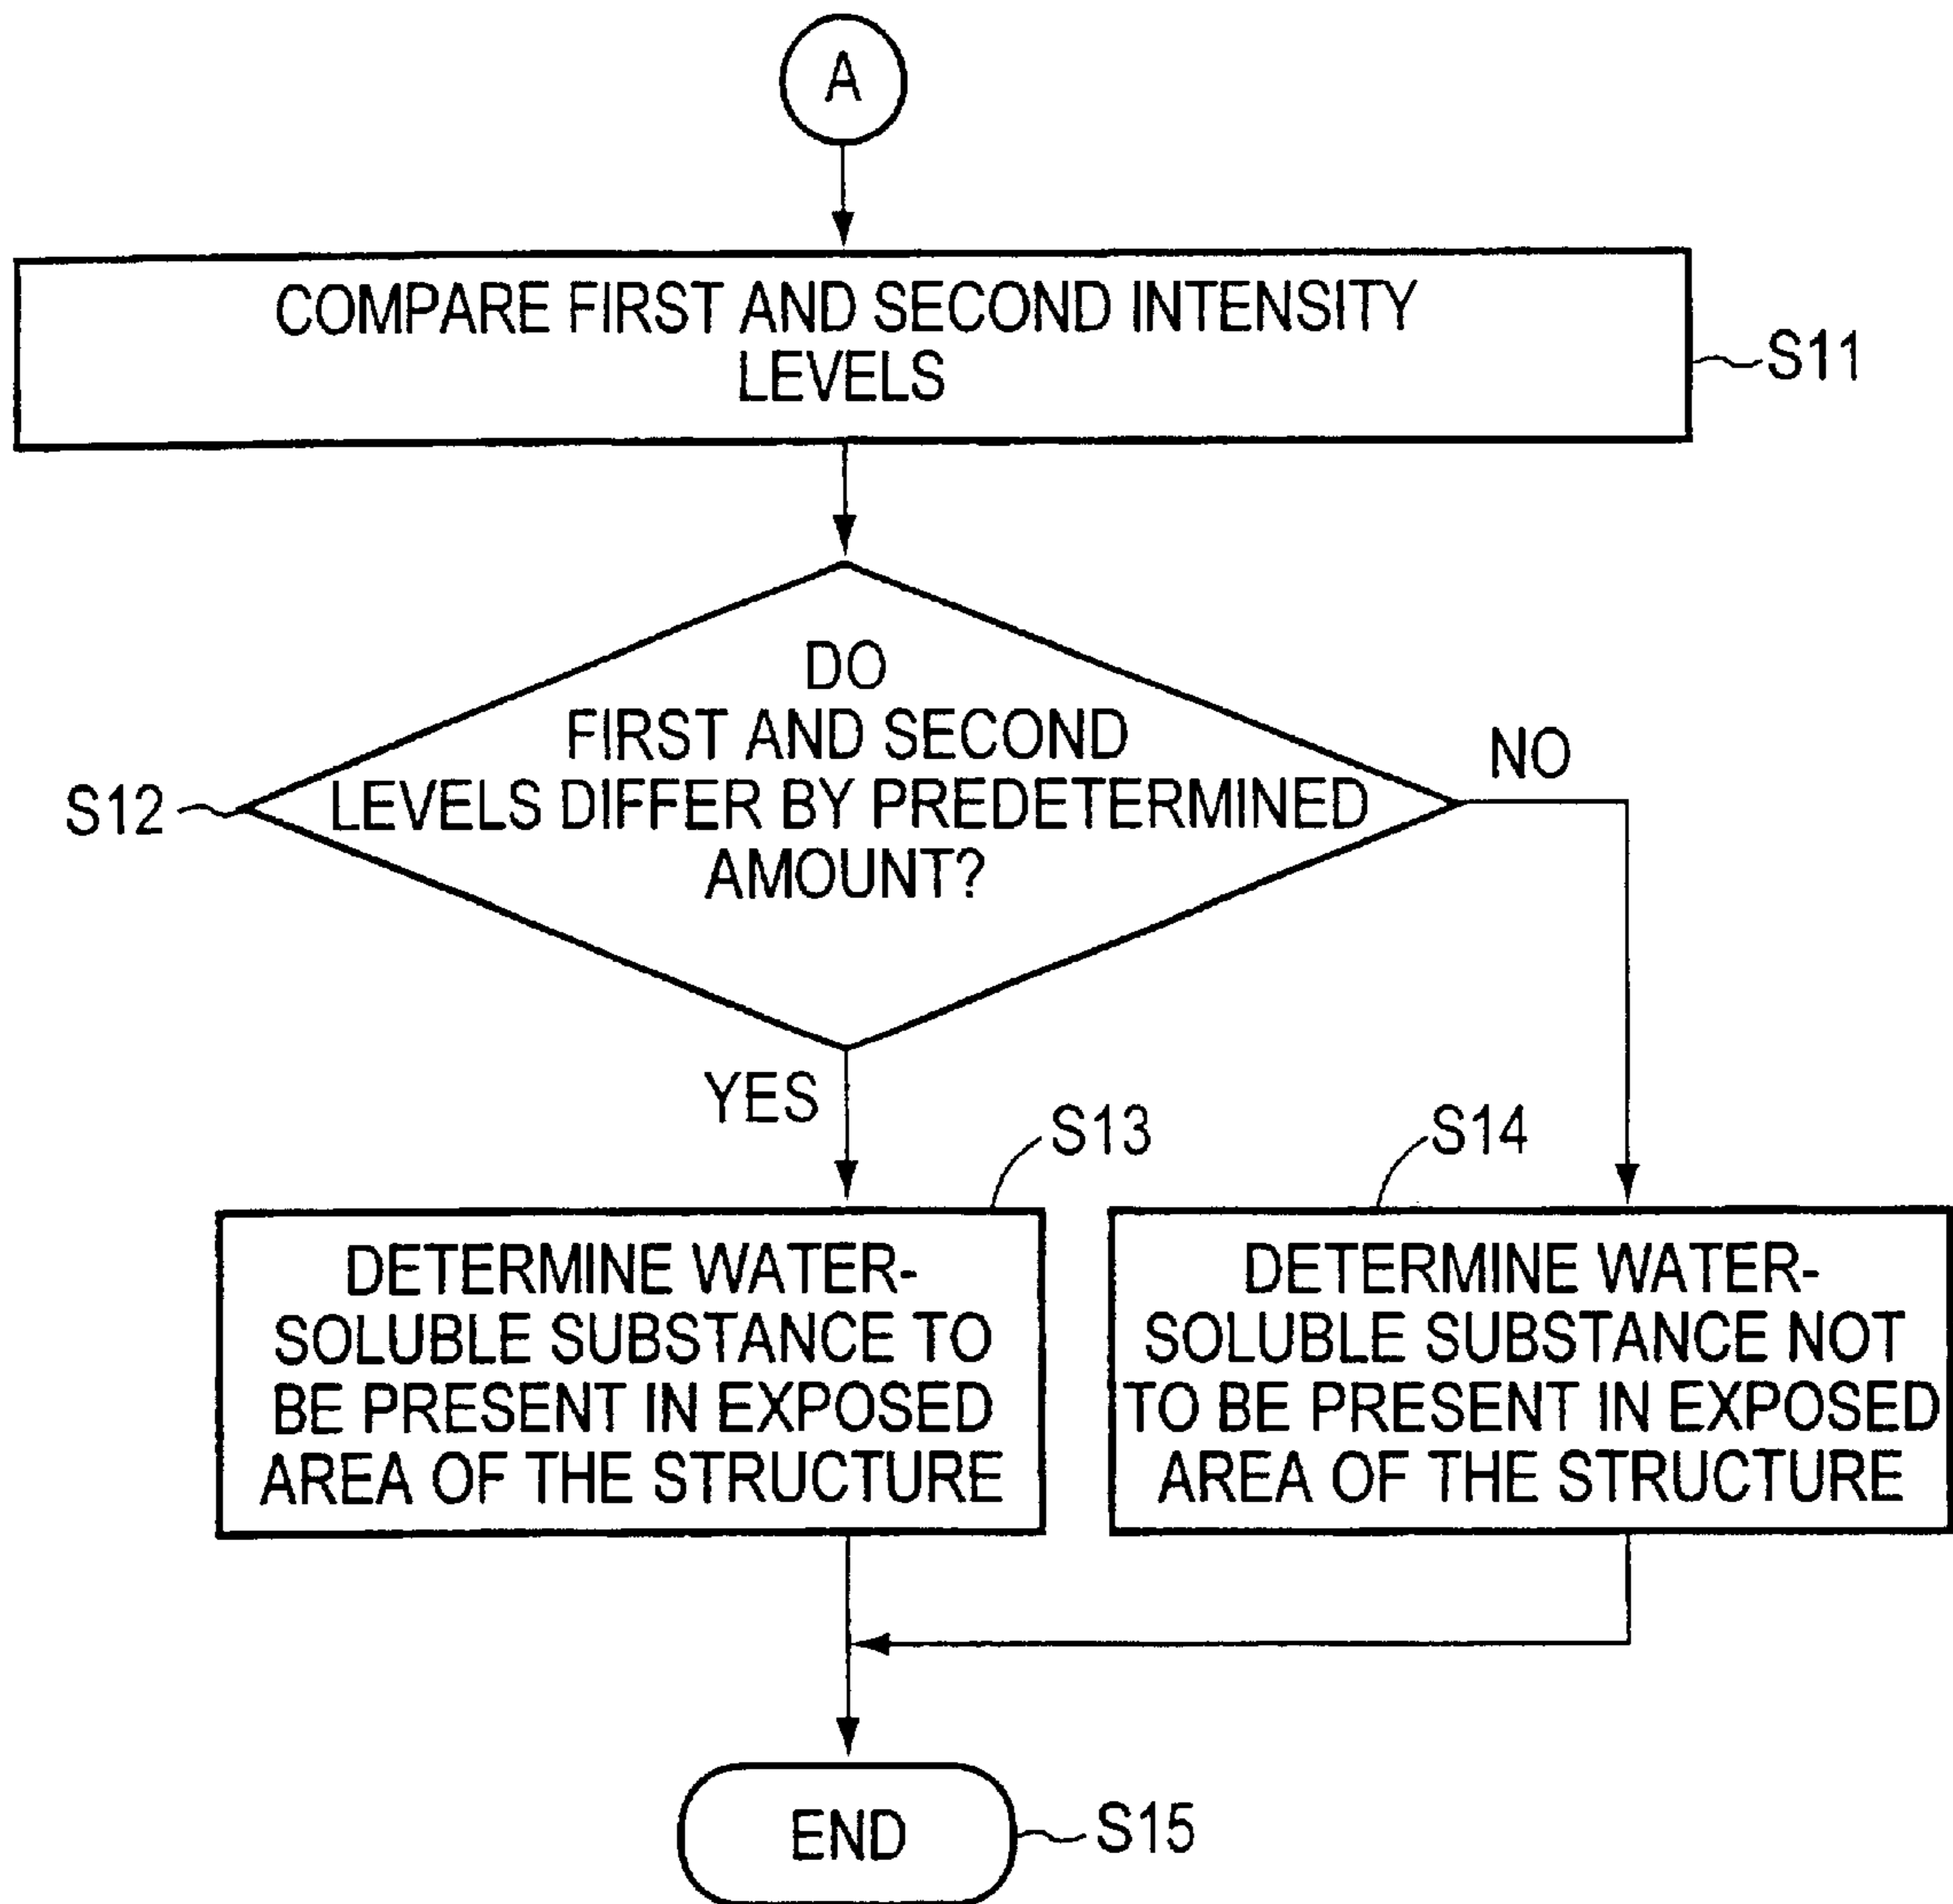 A
COMPARE FIRST AND SECOND INTENSITY
LEVELS
S11
DO
FIRST AND SECOND
LEVELS DIFFER BY PREDETERMINED
AMOUNT?
S12
NO
YES
S13
S14
DETERMINE WATER-
SOLUBLE SUBSTANCE TO
BE PRESENT IN EXPOSED
AREA OF THE STRUCTURE
DETERMINE WATER-
SOLUBLE SUBSTANCE NOT
TO BE PRESENT IN EXPOSED
AREA OF THE STRUCTURE
END
S15